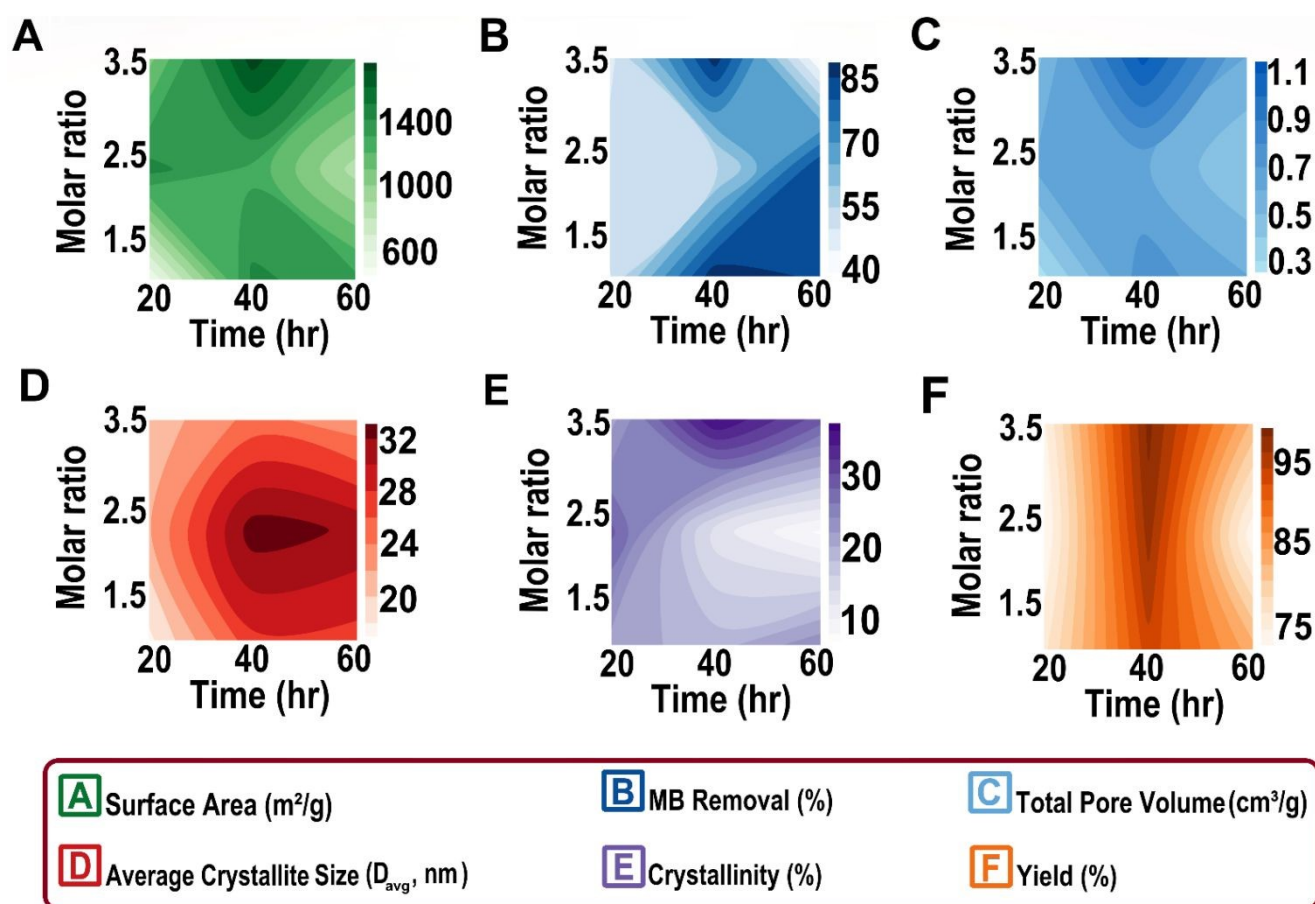 A
3.5
2.5
1.5
Molar ratio
20 40 60
Time (hr)
1400
1000
600
B
3.5
2.5
1.5
Molar ratio
20 40 60
Time (hr)
85
70
55
40
C
3.5
2.5
1.5
Molar ratio
20 40 60
Time (hr)
1.1
0.9
0.7
0.5
0.3
D
3.5
2.5
1.5
Molar ratio
20 40 60
Time (hr)
32
28
24
20
E
3.5
2.5
1.5
Molar ratio
20 40 60
Time (hr)
30
20
10
F
3.5
2.5
1.5
Molar ratio
20 40 60
Time (hr)
95
85
75
A Surface Area (m²/g)
B MB Removal (%)
C Total Pore Volume (cm³/g)
D Average Crystallite Size (Davg, nm)
E Crystallinity (%)
F Yield (%)